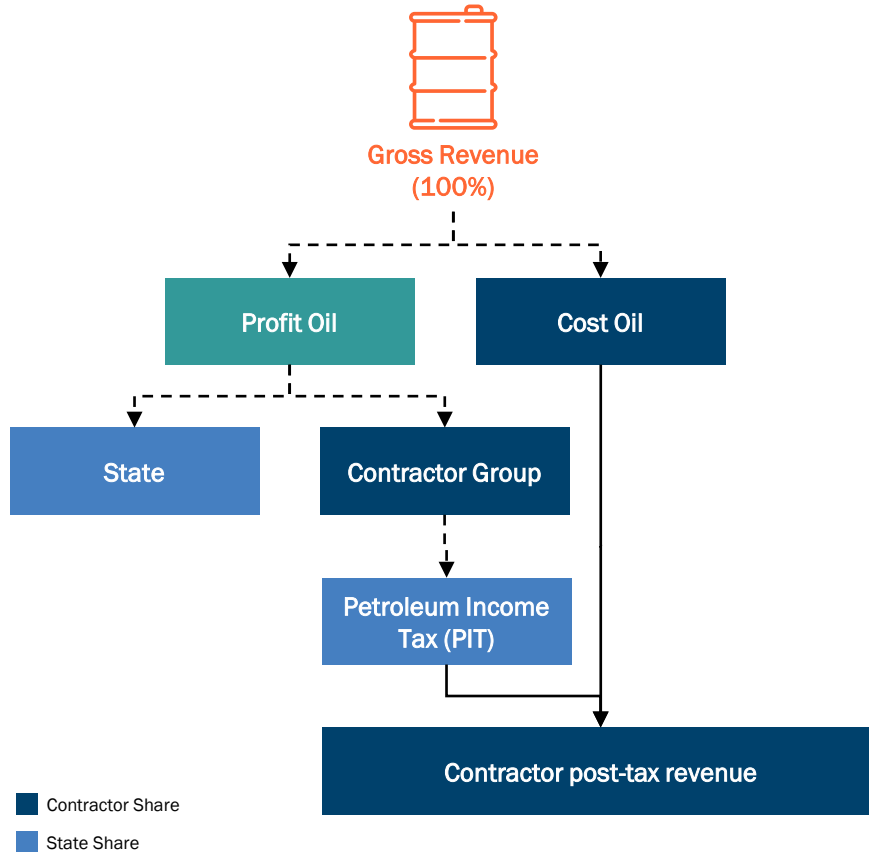 Gross Revenue
(100%)
Profit Oil
Cost Oil
State
Contractor Group
Petroleum Income
Tax (PIT)
Contractor post-tax revenue
Contractor Share
State Share